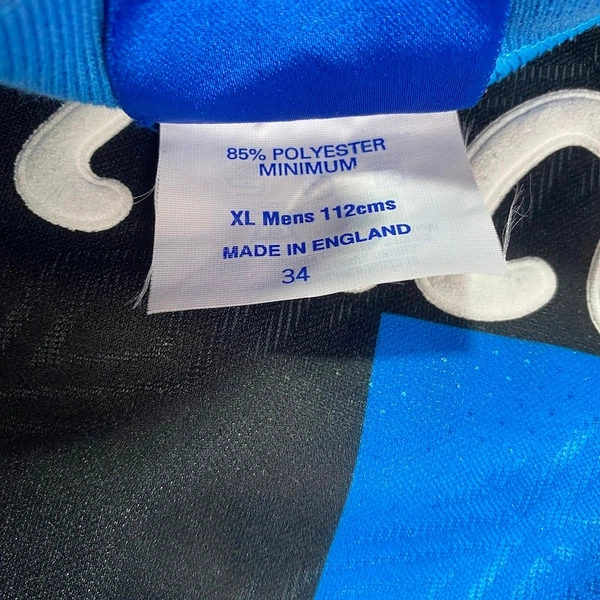 85% POLYESTER
MINIMUM
XL Mens 112cms
MADE IN ENGLAND
34